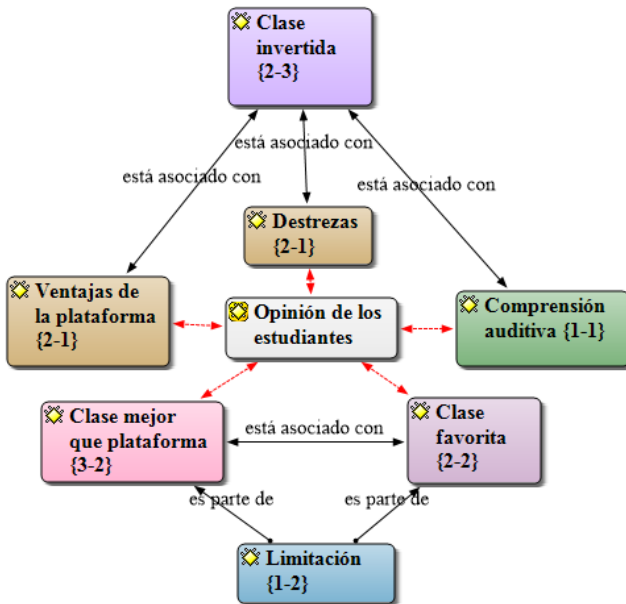 Clase
invertida
{2-3}
está asociado con
está asociado con
está asociado con
Destrezas
{2-1}
Ventajas de
la plataforma
{2-1}
Opinión de los
estudiantes
Comprensión
auditiva {1-1}
Clase mejor
que plataforma
{3-2}
está asociado con
Clase
favorita
{2-2}
es parte de
es parte de
Limitación
{1-2}